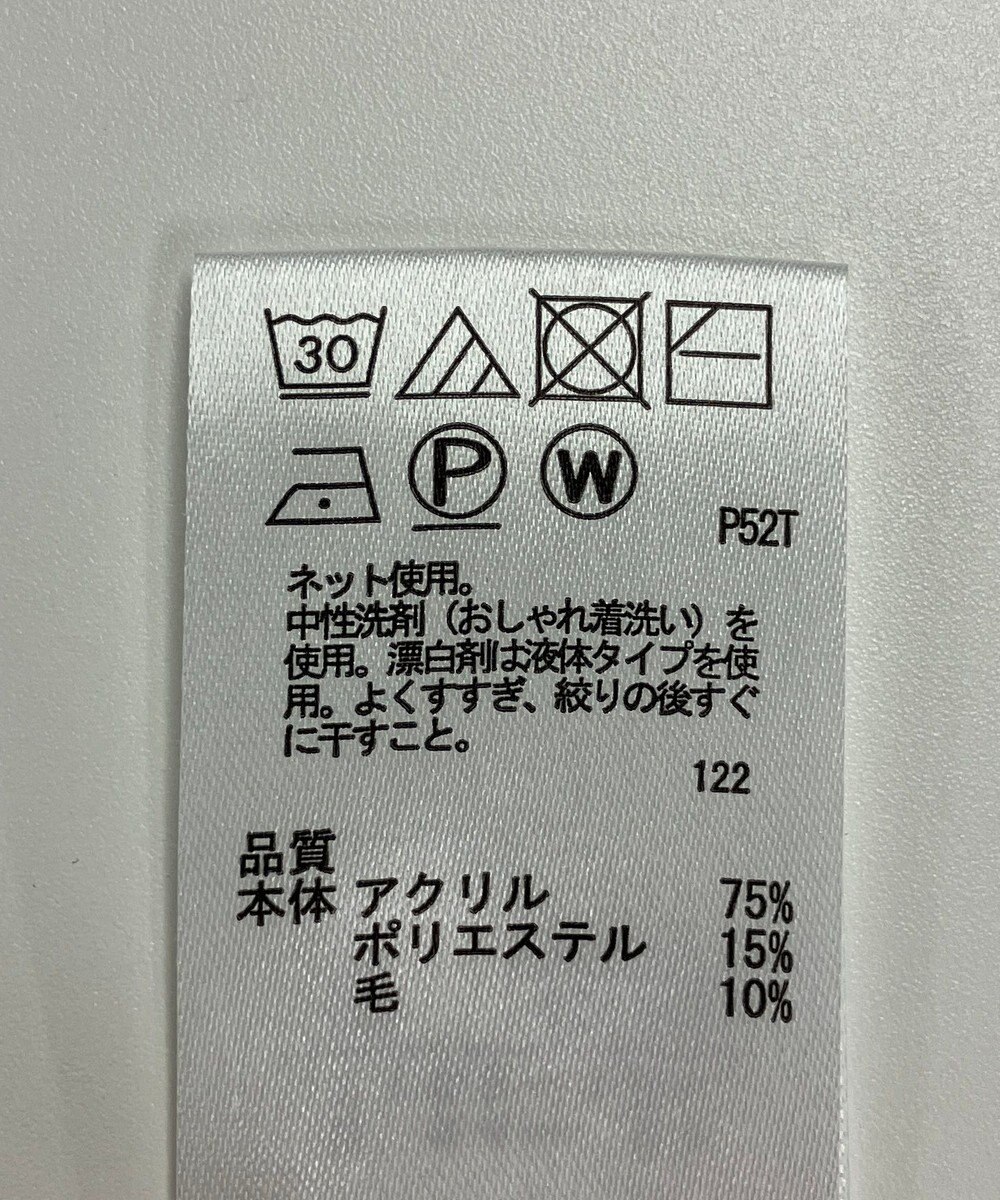 30
P W
P52T
ネット使用。
中性洗剤（おしゃれ着洗い）を
使用。漂白剤は液体タイプを使
用。よくすすぎ、絞りの後すぐ
に干すこと。
122
品質
本体 アクリル 75%
ポリエステル 15%
毛 10%